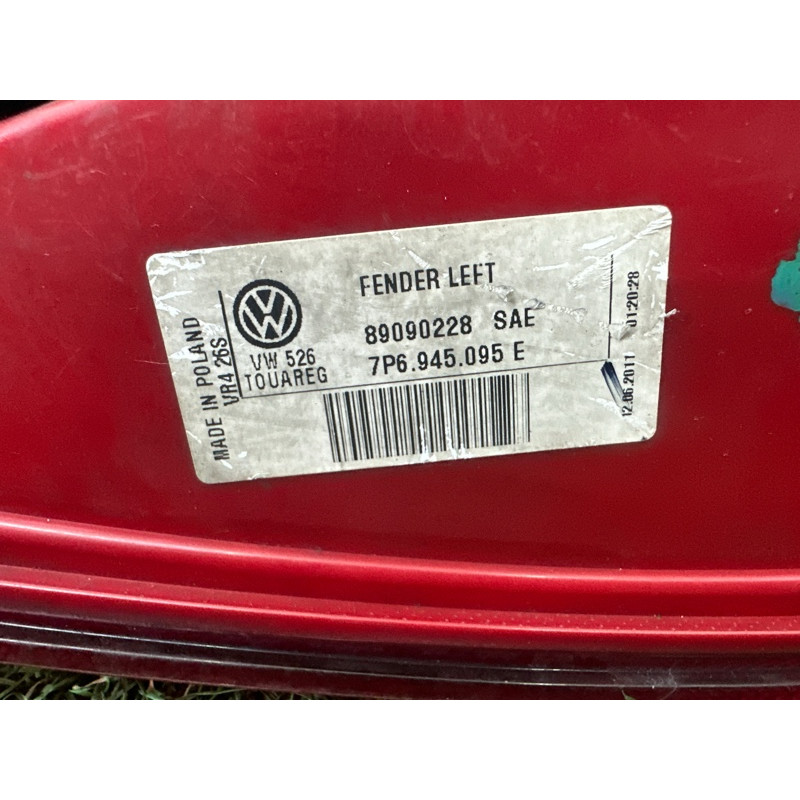 FENDER LEFT
89090228 SAE
7P6.945.095 E
VW
VW 526
TOUAREG
MADE IN POLAND
VR4 26S
12.06.2011 01:20:28